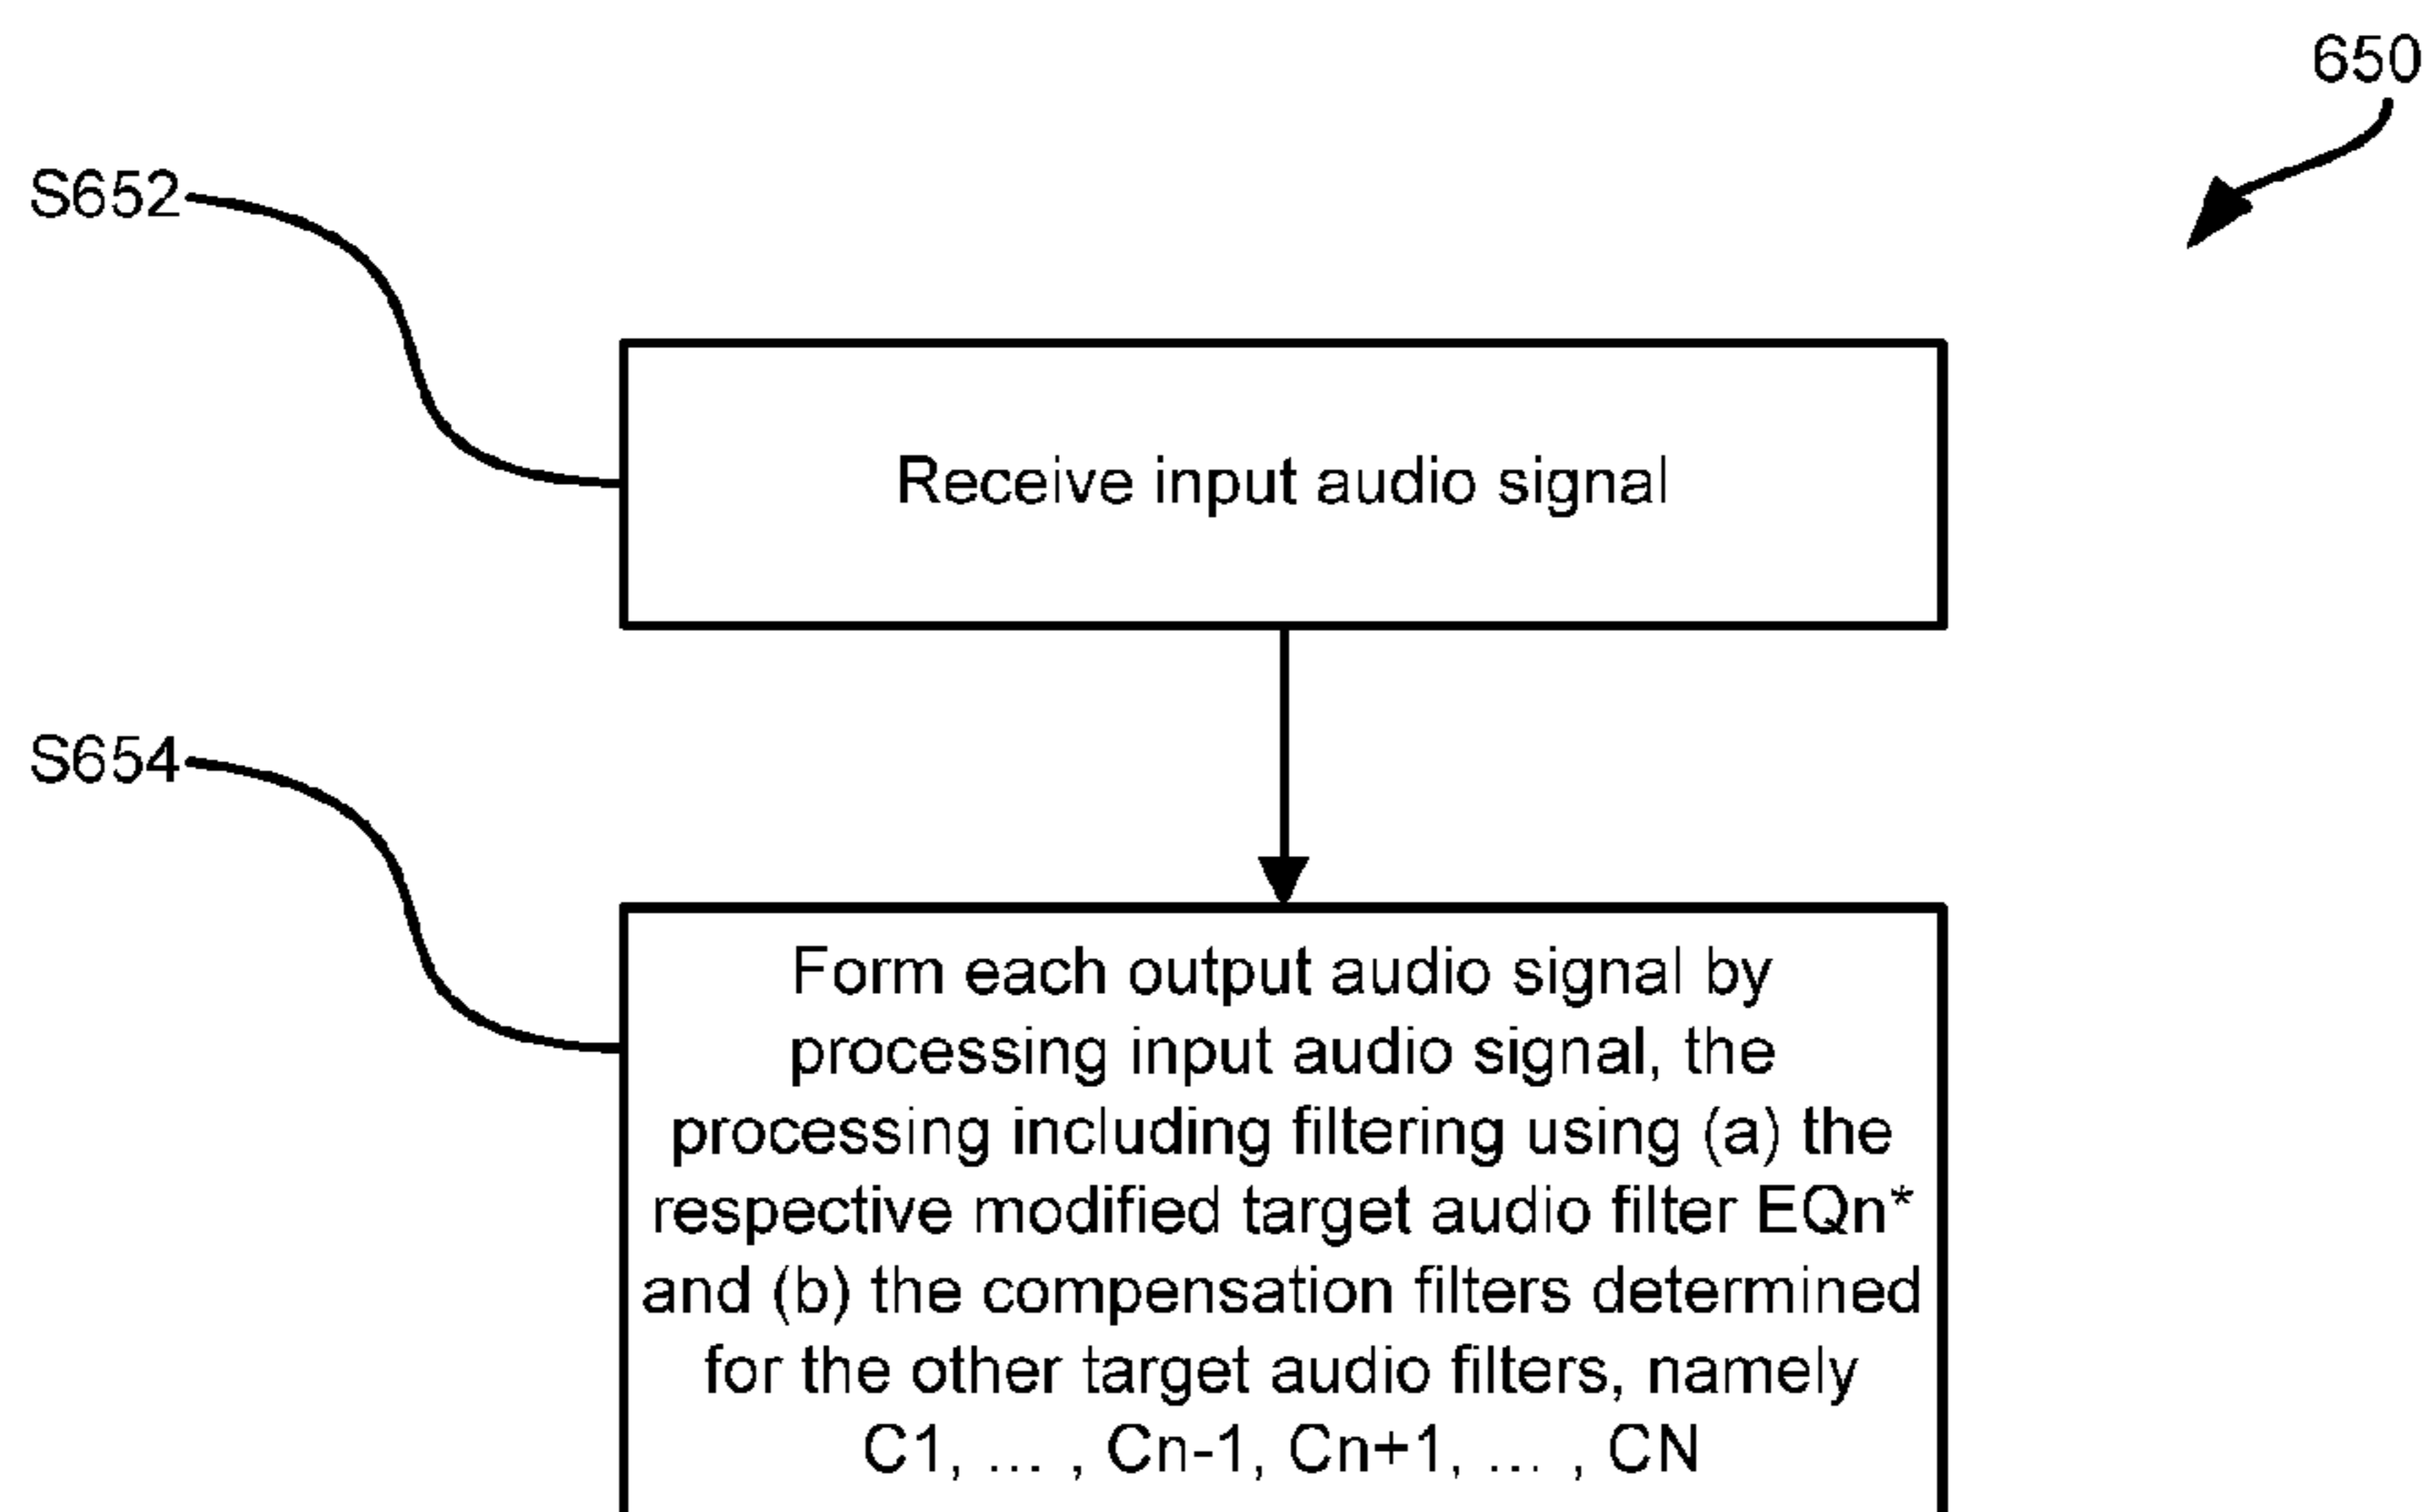 650
S652
Receive input audio signal
S654
Form each output audio signal by
processing input audio signal, the
processing including filtering using (a) the
respective modified target audio filter EQn*
and (b) the compensation filters determined
for the other target audio filters, namely
C1, ... , Cn-1, Cn+1, ... , CN